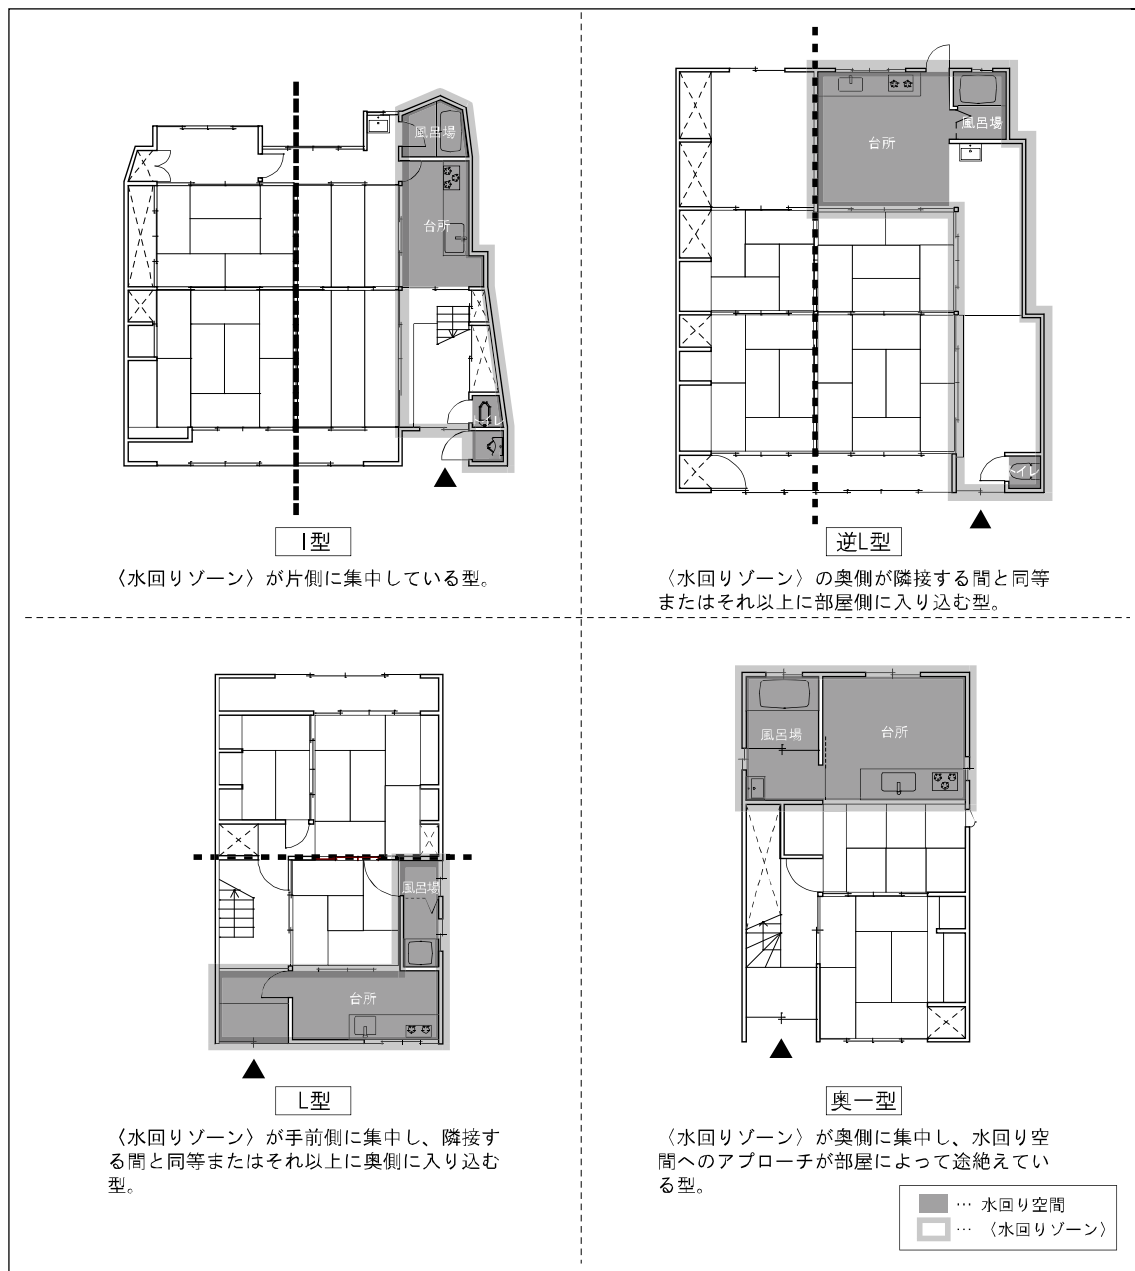 風呂場
台所
トイレ
I型
〈水回りゾーン〉が片側に集中している型。
台所
風呂場
トイレ
逆L型
〈水回りゾーン〉の奥側が隣接する間と同等
またはそれ以上に部屋側に入り込む型。
風呂場
台所
L型
〈水回りゾーン〉が手前側に集中し、隣接す
る間と同等またはそれ以上に奥側に入り込む
型。
風呂場
台所
奥一型
〈水回りゾーン〉が奥側に集中し、水回り空
間へのアプローチが部屋によって途絶えてい
る型。
… 水回り空間
… 〈水回りゾーン〉